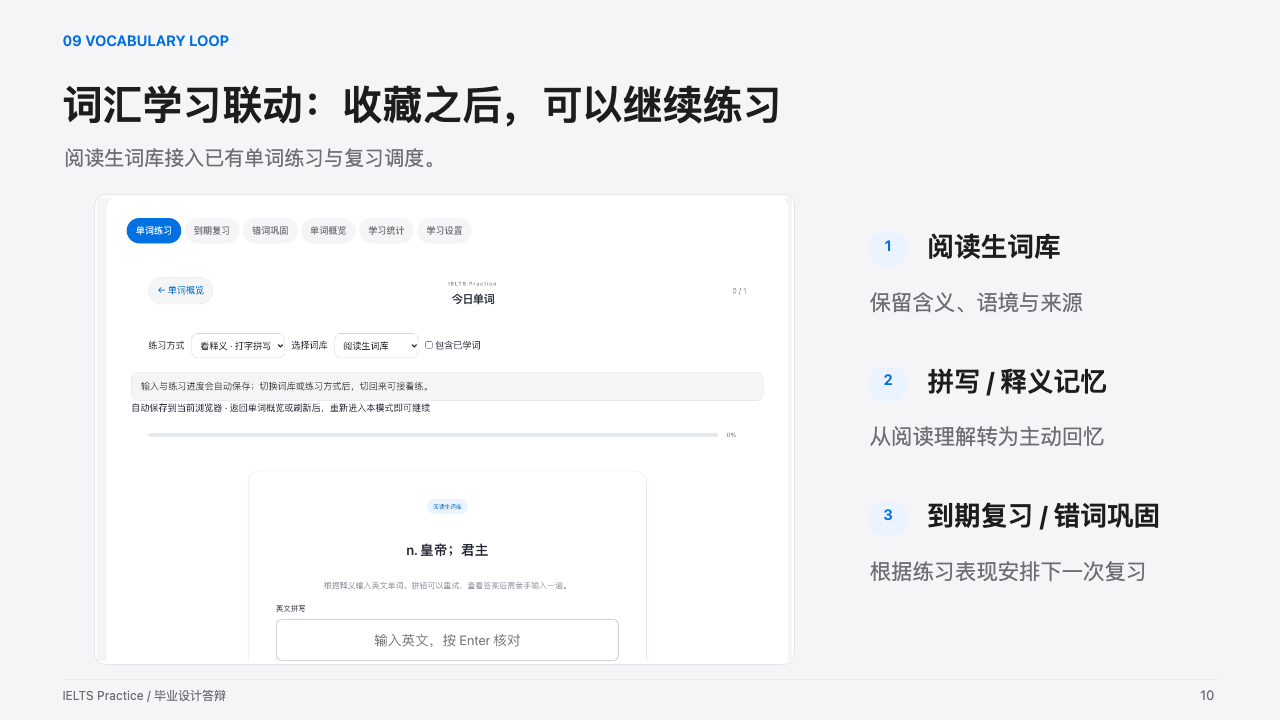 09 VOCABULARY LOOP
词汇学习联动：收藏之后，可以继续练习
阅读生词库接入已有单词练习与复习调度。
单词练习 到期复习 错词巩固 单词概览 学习统计 学习设置
← 单词概览
IELTS Practice
今日单词
0 / 1
练习方式 看释义 · 打字拼写 选择词库 阅读生词库 包含已学词
输入与练习进度会自动保存；切换词库或练习方式后，切回来可接着练。
自动保存到当前浏览器 · 返回单词概览或刷新后，重新进入本模式即可继续
0%
阅读生词库
n. 皇帝；君主
根据释义输入英文单词。拼错可以重试，查看答案后需亲手输入一遍。
英文拼写
输入英文，按 Enter 核对
1 阅读生词库
保留含义、语境与来源
2 拼写 / 释义记忆
从阅读理解转为主动回忆
3 到期复习 / 错词巩固
根据练习表现安排下一次复习
IELTS Practice / 毕业设计答辩
10